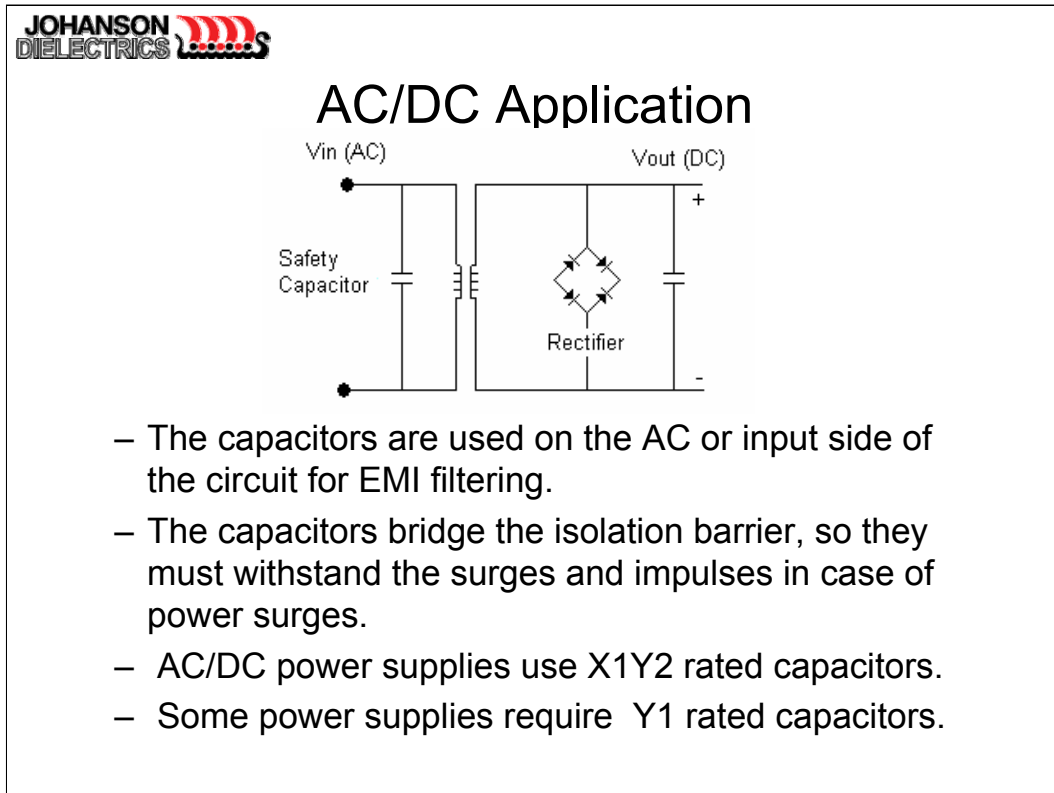 JOHANSON
DIELECTRICS
AC/DC Application
Vin (AC)
Vout (DC)
+
Safety
Capacitor
Rectifier
-
– The capacitors are used on the AC or input side of
the circuit for EMI filtering.
– The capacitors bridge the isolation barrier, so they
must withstand the surges and impulses in case of
power surges.
– AC/DC power supplies use X1Y2 rated capacitors.
– Some power supplies require Y1 rated capacitors.